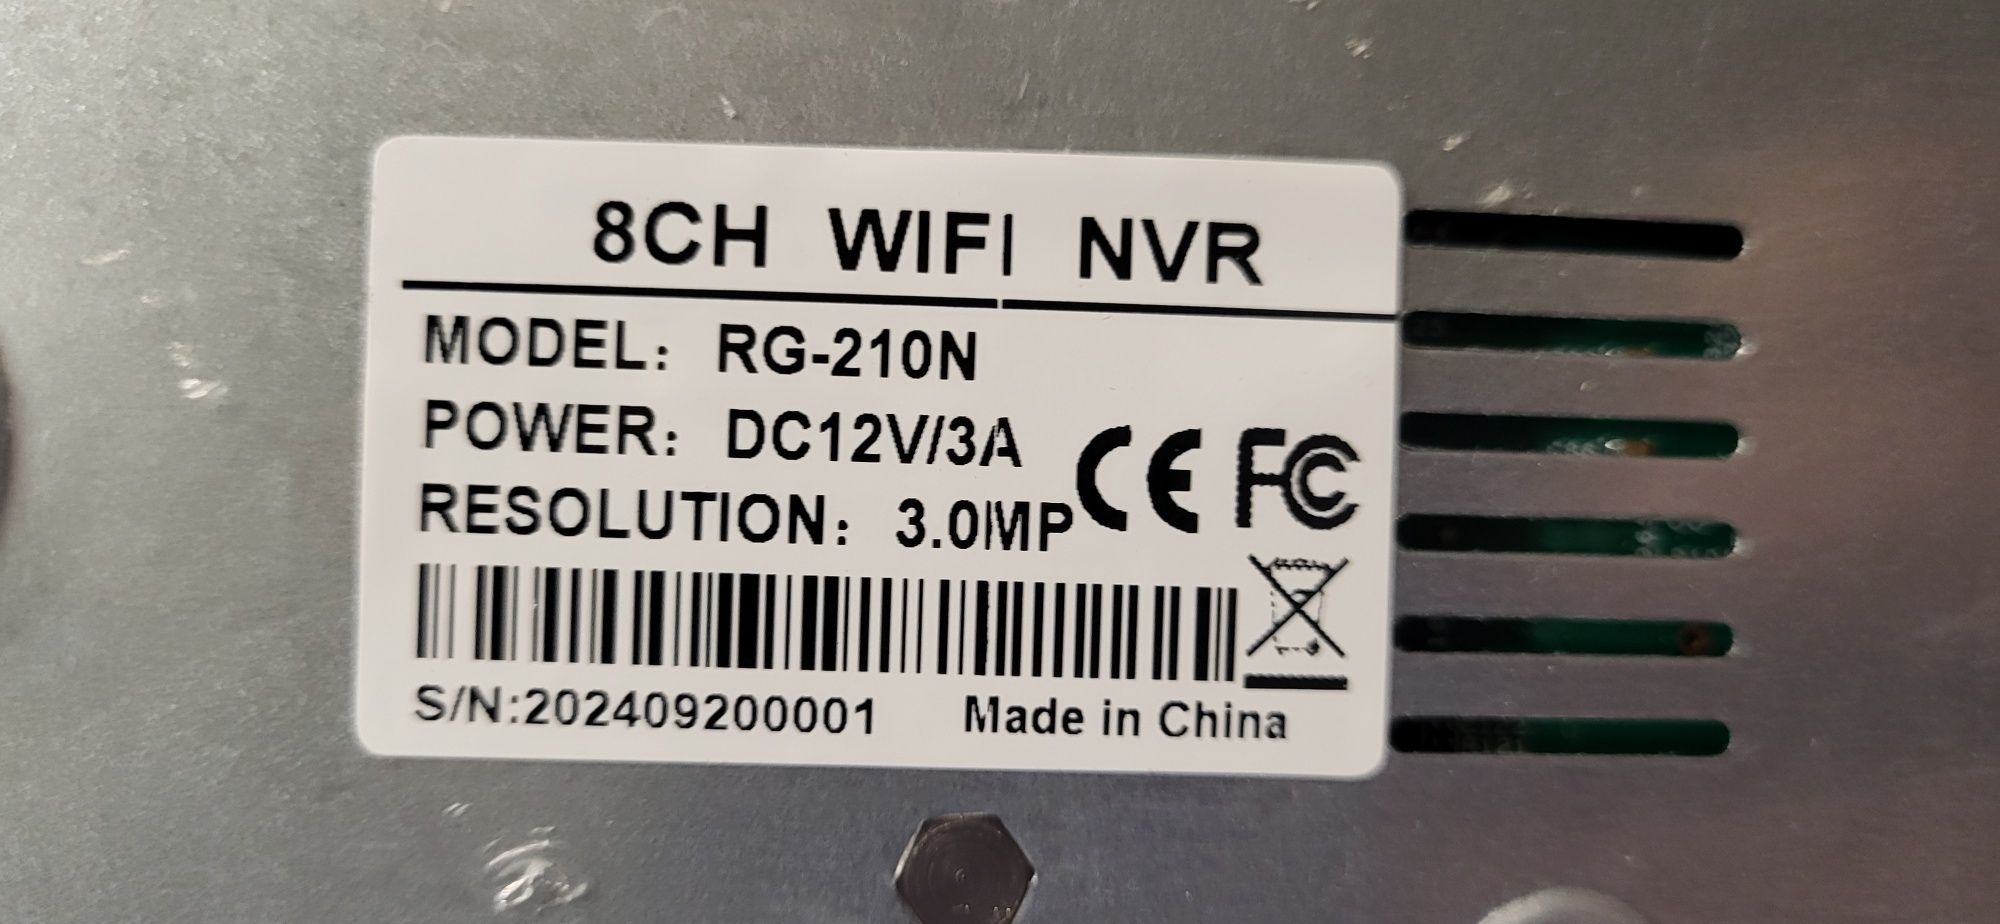 8CH WIFI NVR
MODEL: RG-210N
POWER: DC12V/3A
RESOLUTION: 3.0MP
CE FC
S/N:202409200001 Made in China